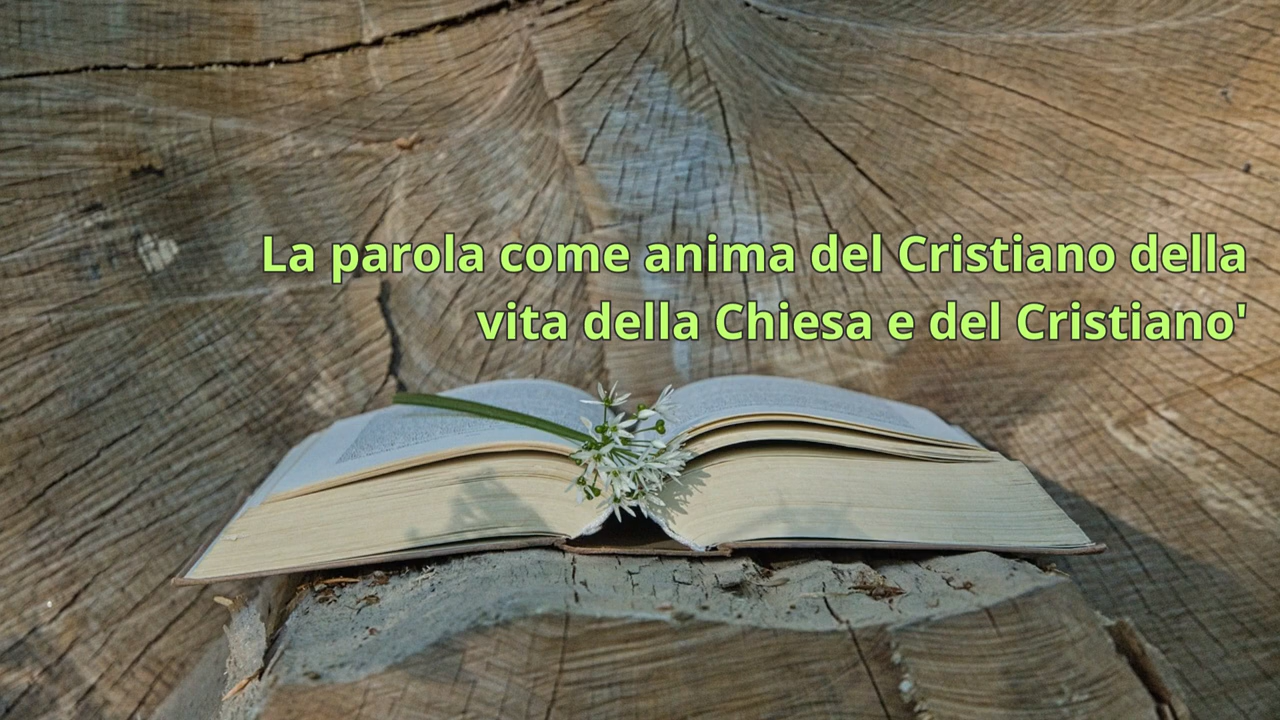 La parola come anima del Cristiano della
vita della Chiesa e del Cristiano'